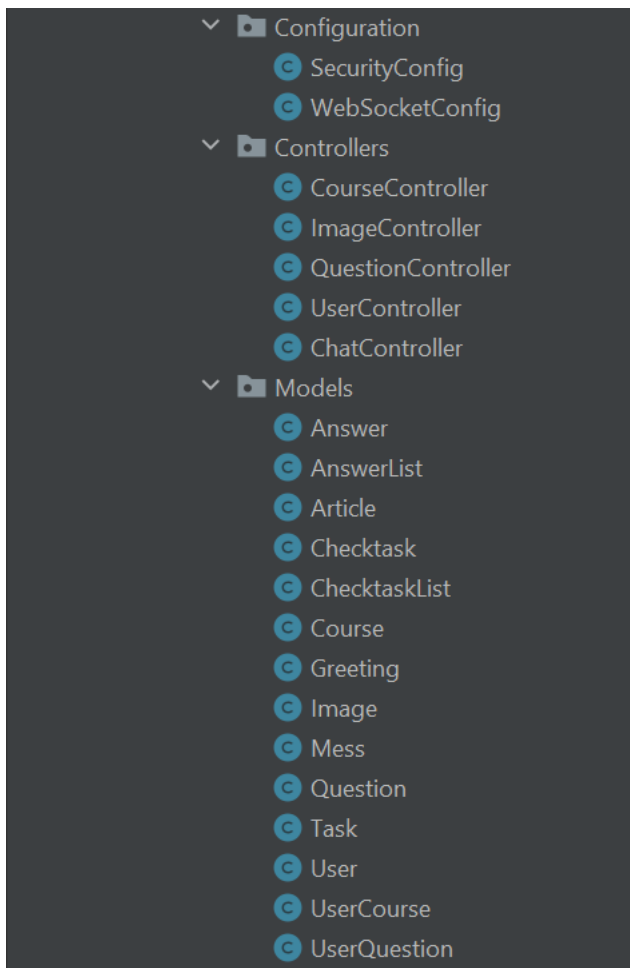 Configuration
C SecurityConfig
C WebSocketConfig
Controllers
C CourseController
C ImageController
C QuestionController
C UserController
C ChatController
Models
C Answer
C AnswerList
C Article
C Checktask
C ChecktaskList
C Course
C Greeting
C Image
C Mess
C Question
C Task
C User
C UserCourse
C UserQuestion